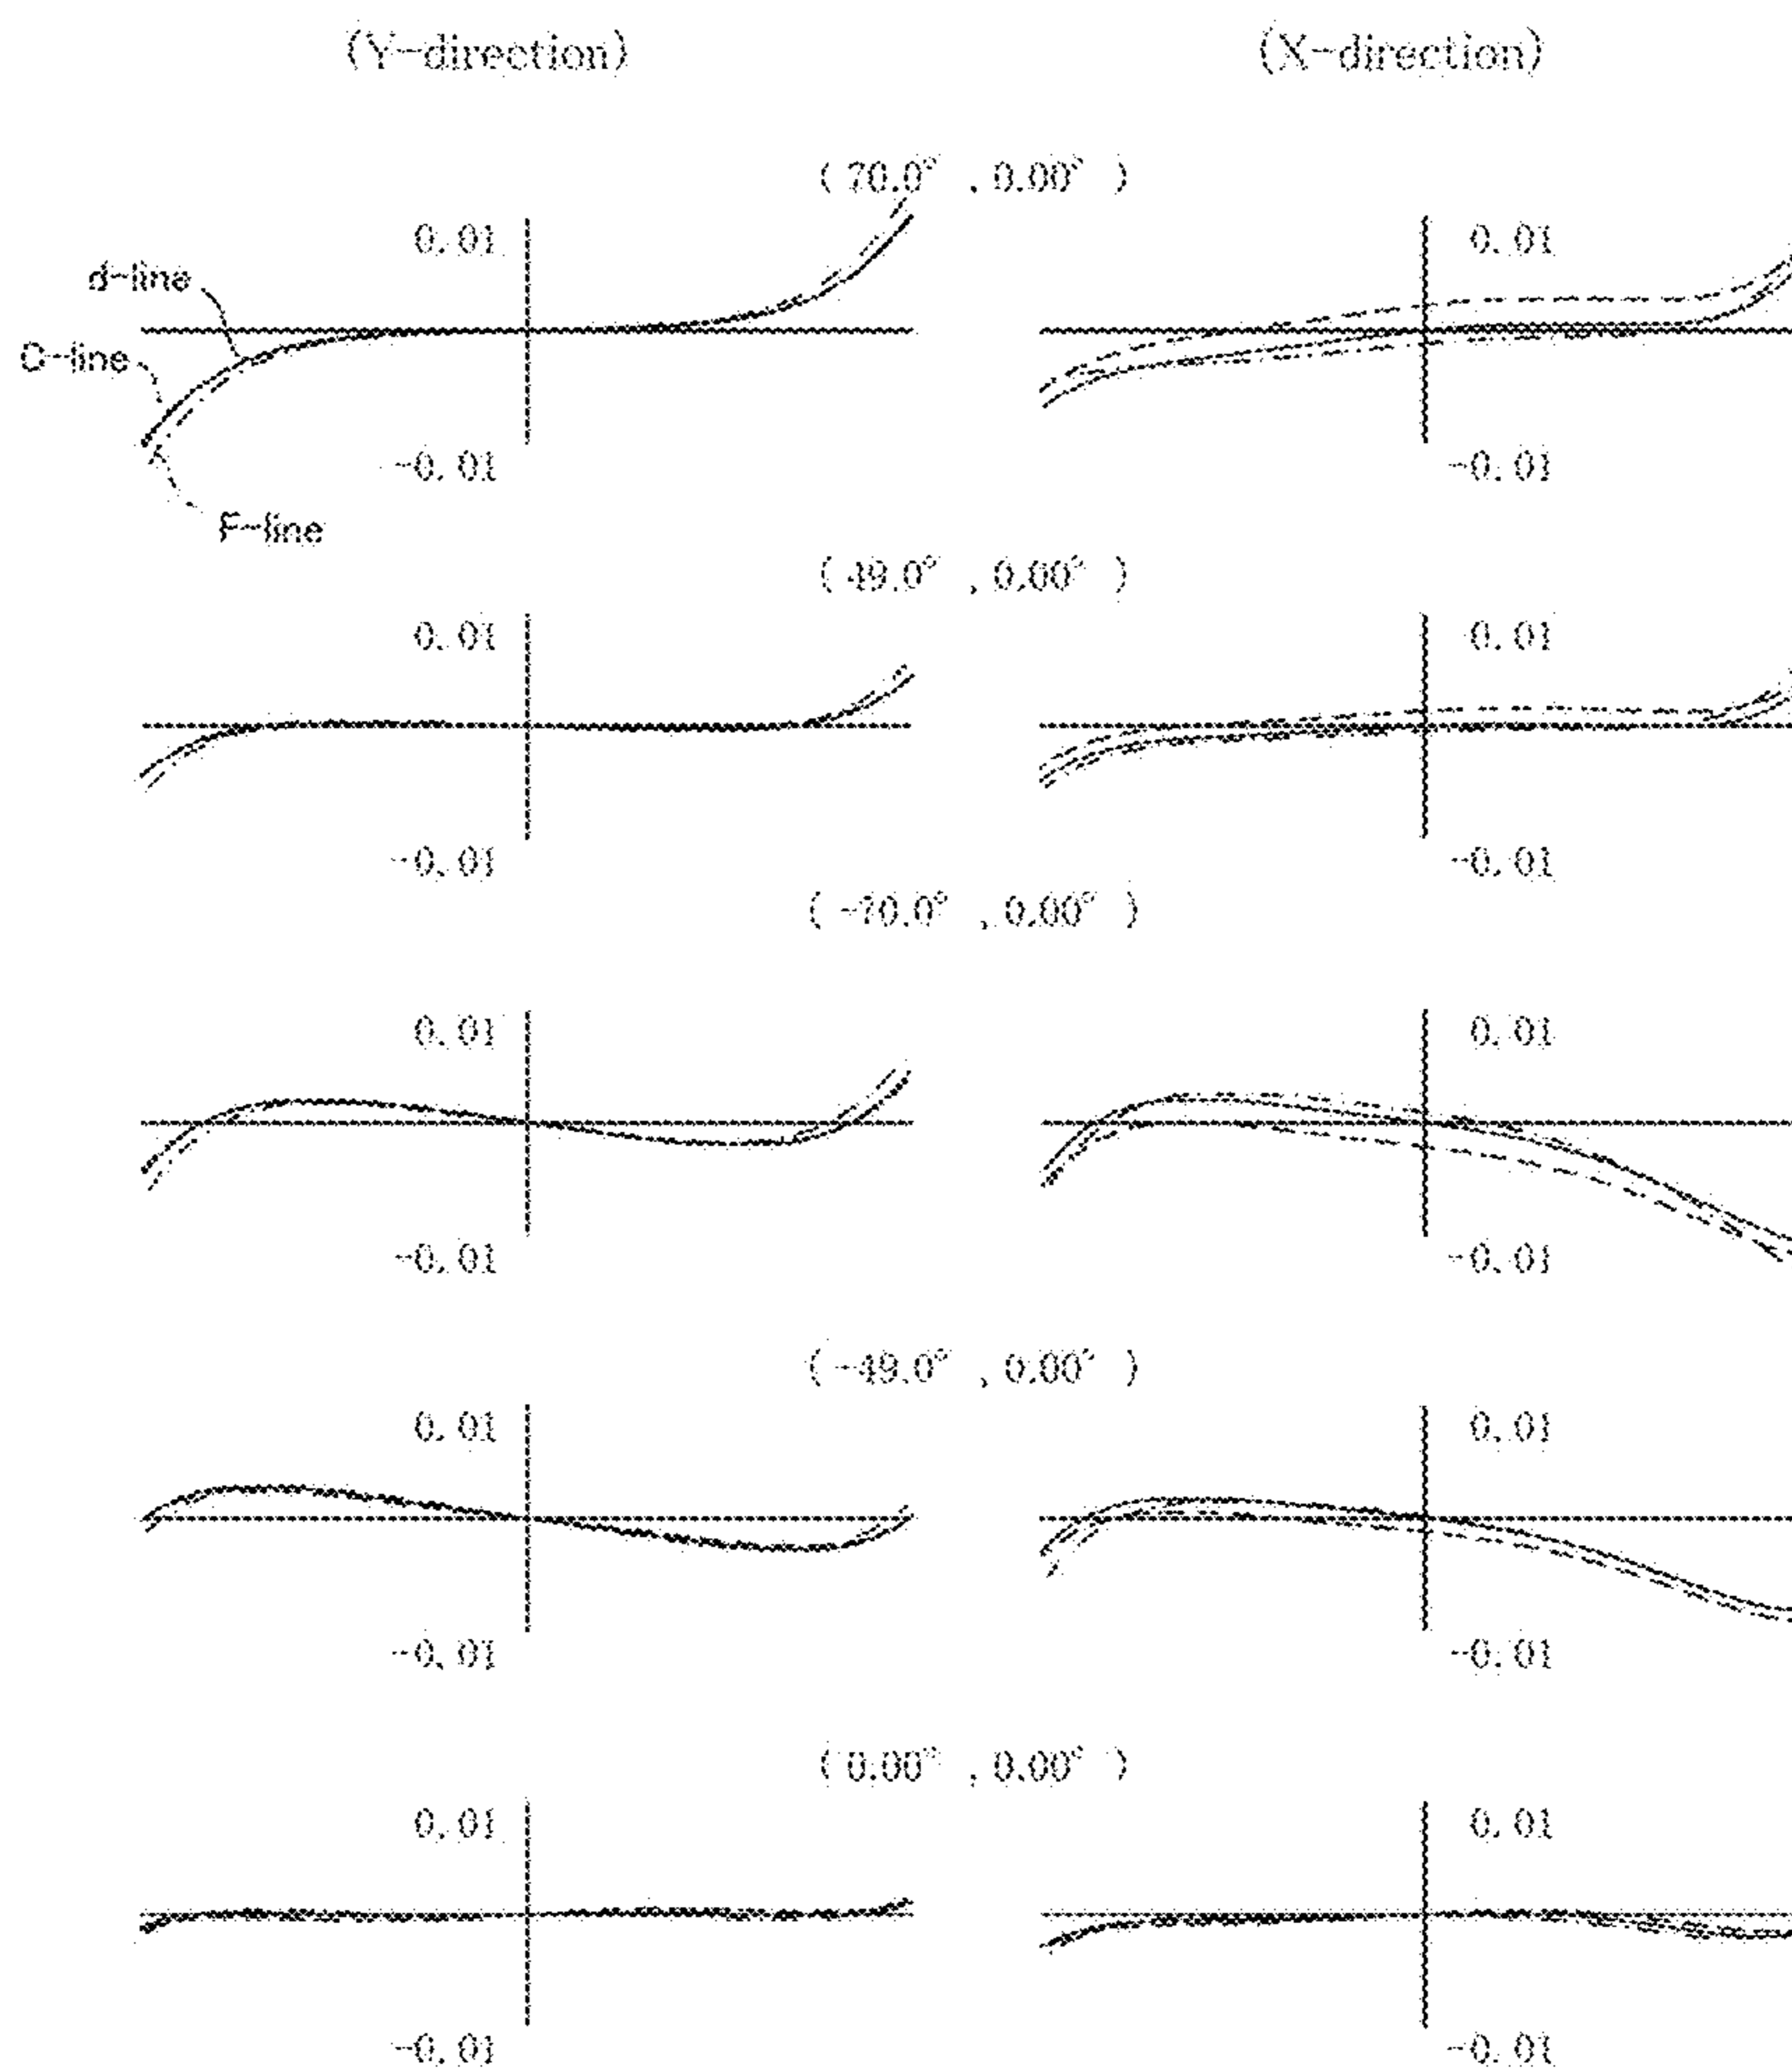 (Y-direction) (X-direction)
( 70.0° , 0.00° )
0.01 0.01
d-line
C-line
-0.01 -0.01
F-line
( 49.0° , 0.00° )
0.01 0.01
-0.01 -0.01
( -70.0° , 0.00° )
0.01 0.01
-0.01 -0.01
( -49.0° , 0.00° )
0.01 0.01
-0.01 -0.01
( 0.00° , 0.00° )
0.01 0.01
-0.01 -0.01